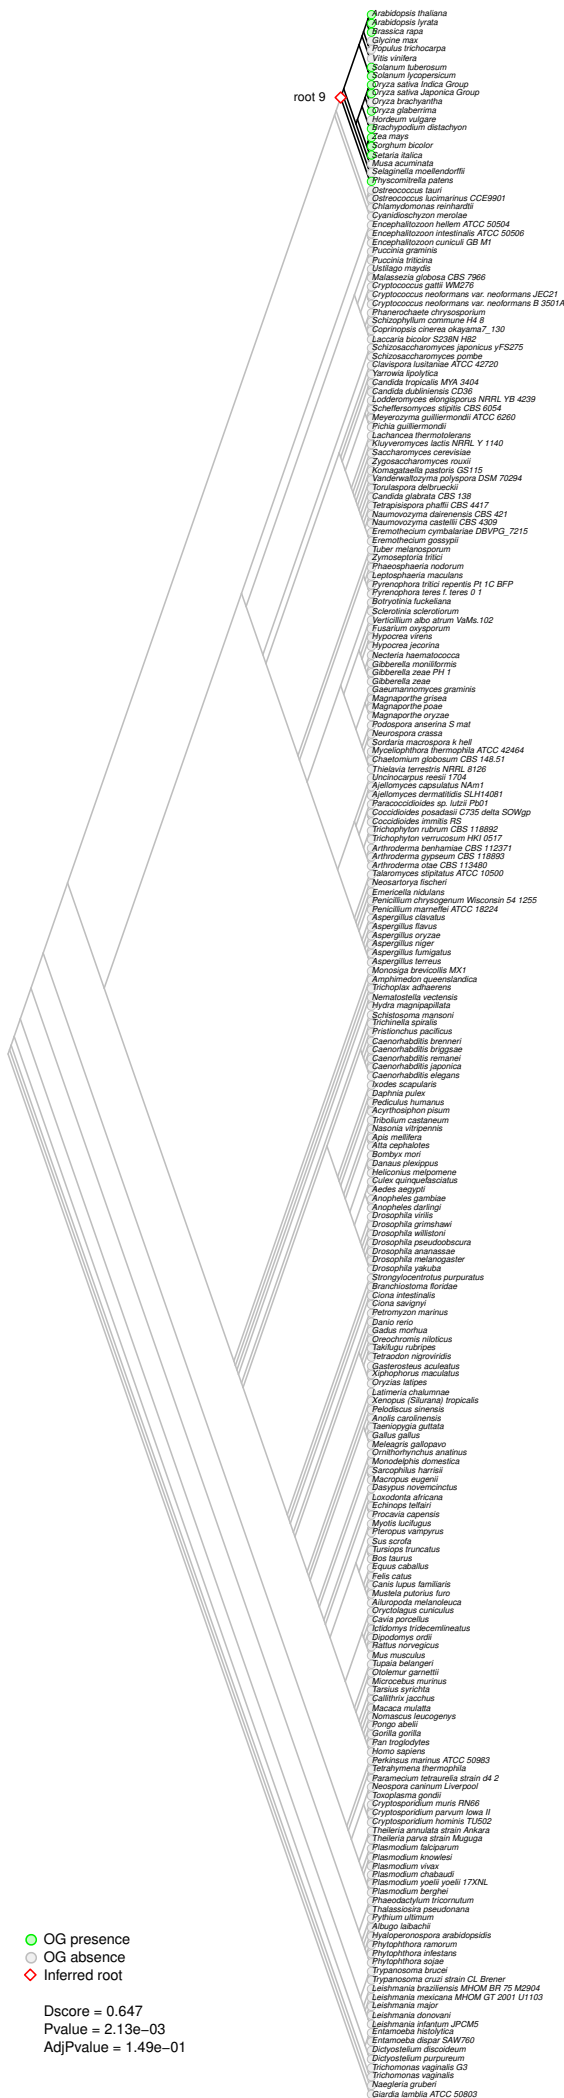 Arabidopsis thaliana
Arabidopsis lyrata
Brassica rapa
Glycine max
Populus trichocarpa
Vitis vinifera
Solanum tuberosum
Solanum lycopersicum
Oryza sativa Indica Group
Oryza sativa Japonica Group
root 9
Oryza brachyantha
Oryza glaberrima
Hordeum vulgare
Brachypodium distachyon
Zea mays
Sorghum bicolor
Setaria italica
Musa acuminata
Selaginella moellendorffii
Physcomitrella patens
Ostreococcus tauri
Ostreococcus lucimarinus CCE9901
Chlamydomonas reinhardtii
Cyanidioschyzon merolae
Encephalitozoon hellem ATCC 50504
Encephalitozoon intestinalis ATCC 50506
Encephalitozoon cuniculi GB M1
Puccinia graminis
Puccinia triticina
Ustilago maydis
Malassezia globosa CBS 7966
Cryptococcus gattii WM276
Cryptococcus neoformans var. neoformans JEC21
Cryptococcus neoformans var. neoformans B 3501A
Phanerochaete chrysosporium
Schizophyllum commune H4 8
Coprinopsis cinerea okayama7_130
Laccaria bicolor S238N H82
Schizosaccharomyces japonicus yFS275
Schizosaccharomyces pombe
Clavispora lusitaniae ATCC 42720
Yarrowia lipolytica
Candida tropicalis MYA 3404
Candida dubliniensis CD36
Lodderomyces elongisporus NRRL YB 4239
Scheffersomyces stipitis CBS 6054
Meyerozyma guilliermondii ATCC 6260
Pichia guilliermondii
Lachancea thermotolerans
Kluyveromyces lactis NRRL Y 1140
Saccharomyces cerevisiae
Zygosaccharomyces rouxii
Komagataella pastoris GS115
Vanderwaltozyma polyspora DSM 70294
Torulaspora delbrueckii
Candida glabrata CBS 138
Tetrapisispora phaffii CBS 4417
Naumovozyma dairenensis CBS 421
Naumovozyma castellii CBS 4309
Eremothecium cymbalariae DBVPG_7215
Eremothecium gossypii
Tuber melanosporum
Zymoseptoria tritici
Phaeosphaeria nodorum
Leptosphaeria maculans
Pyrenophora tritici repentis Pt 1C BFP
Pyrenophora teres f. teres 0 1
Botryotinia fuckeliana
Sclerotinia sclerotiorum
Verticillium albo atrum VaMs.102
Fusarium oxysporum
Hypocrea virens
Hypocrea jecorina
Necteria haematococca
Gibberella moniliformis
Gibberella zeae PH 1
Gibberella zeae
Gaeumannomyces graminis
Magnaporthe grisea
Magnaporthe poae
Magnaporthe oryzae
Podospora anserina S mat
Neurospora crassa
Sordaria macrospora k hell
Myceliophthora thermophila ATCC 42464
Chaetomium globosum CBS 148.51
Thielavia terrestris NRRL 8126
Uncinocarpus reesii 1704
Ajellomyces capsulatus NAm1
Ajellomyces dermatitidis SLH14081
Paracoccidioides sp. lutzii Pb01
Coccidioides posadasii C735 delta SOWgp
Coccidioides immitis RS
Trichophyton rubrum CBS 118892
Trichophyton verrucosum HKI 0517
Arthroderma benhamiae CBS 112371
Arthroderma gypseum CBS 118893
Arthroderma otae CBS 113480
Talaromyces stipitatus ATCC 10500
Neosartorya fischeri
Emericella nidulans
Penicillium chrysogenum Wisconsin 54 1255
Penicillium marneffei ATCC 18224
Aspergillus clavatus
Aspergillus flavus
Aspergillus oryzae
Aspergillus niger
Aspergillus fumigatus
Aspergillus terreus
Monosiga brevicollis MX1
Amphimedon queenslandica
Trichoplax adhaerens
Nematostella vectensis
Hydra magnipapillata
Schistosoma mansoni
Trichinella spiralis
Pristionchus pacificus
Caenorhabditis brenneri
Caenorhabditis briggsae
Caenorhabditis remanei
Caenorhabditis japonica
Caenorhabditis elegans
Ixodes scapularis
Daphnia pulex
Pediculus humanus
Acyrthosiphon pisum
Tribolium castaneum
Nasonia vitripennis
Apis mellifera
Atta cephalotes
Bombyx mori
Danaus plexippus
Heliconius melpomene
Culex quinquefasciatus
Aedes aegypti
Anopheles gambiae
Anopheles darlingi
Drosophila virilis
Drosophila grimshawi
Drosophila willistoni
Drosophila pseudoobscura
Drosophila ananassae
Drosophila melanogaster
Drosophila yakuba
Strongylocentrotus purpuratus
Branchiostoma floridae
Ciona intestinalis
Ciona savignyi
Petromyzon marinus
Danio rerio
Gadus morhua
Oreochromis niloticus
Takifugu rubripes
Tetraodon nigroviridis
Gasterosteus aculeatus
Xiphophorus maculatus
Oryzias latipes
Latimeria chalumnae
Xenopus (Silurana) tropicalis
Pelodiscus sinensis
Anolis carolinensis
Taeniopygia guttata
Gallus gallus
Meleagris gallopavo
Ornithorhynchus anatinus
Monodelphis domestica
Sarcophilus harrisii
Macropus eugenii
Dasypus novemcinctus
Loxodonta africana
Echinops telfairi
Procavia capensis
Myotis lucifugus
Pteropus vampyrus
Sus scrofa
Tursiops truncatus
Bos taurus
Equus caballus
Felis catus
Canis lupus familiaris
Mustela putorius furo
Ailuropoda melanoleuca
Oryctolagus cuniculus
Cavia porcellus
Ictidomys tridecemlineatus
Dipodomys ordii
Rattus norvegicus
Mus musculus
Tupaia belangeri
Otolemur garnettii
Microcebus murinus
Tarsius syrichta
Callithrix jacchus
Macaca mulatta
Nomascus leucogenys
Pongo abelii
Gorilla gorilla
Pan troglodytes
Homo sapiens
Perkinsus marinus ATCC 50983
Tetrahymena thermophila
Paramecium tetraurelia strain d4 2
Neospora caninum Liverpool
Toxoplasma gondii
Cryptosporidium muris RN66
Cryptosporidium parvum Iowa II
Cryptosporidium hominis TU502
Theileria annulata strain Ankara
Theileria parva strain Muguga
Plasmodium falciparum
Plasmodium knowlesi
Plasmodium vivax
Plasmodium chabaudi
Plasmodium yoelii yoelii 17XNL
Plasmodium berghei
Phaeodactylum tricornutum
Thalassiosira pseudonana
Pythium ultimum
Albugo laibachii
Hyaloperonospora arabidopsidis
Phytophthora ramorum
Phytophthora infestans
Phytophthora sojae
Trypanosoma brucei
Trypanosoma cruzi strain CL Brener
Leishmania braziliensis MHOM BR 75 M2904
Leishmania mexicana MHOM GT 2001 U1103
Leishmania major
Leishmania donovani
Leishmania infantum JPCM5
Entamoeba histolytica
Entamoeba dispar SAW760
Dictyostelium discoideum
Dictyostelium purpureum
Trichomonas vaginalis G3
Trichomonas vaginalis
Naegleria gruberi
Giardia lamblia ATCC 50803
OG presence
OG absence
Inferred root
Dscore = 0.647
Pvalue = 2.13e−03
AdjPvalue = 1.49e−01